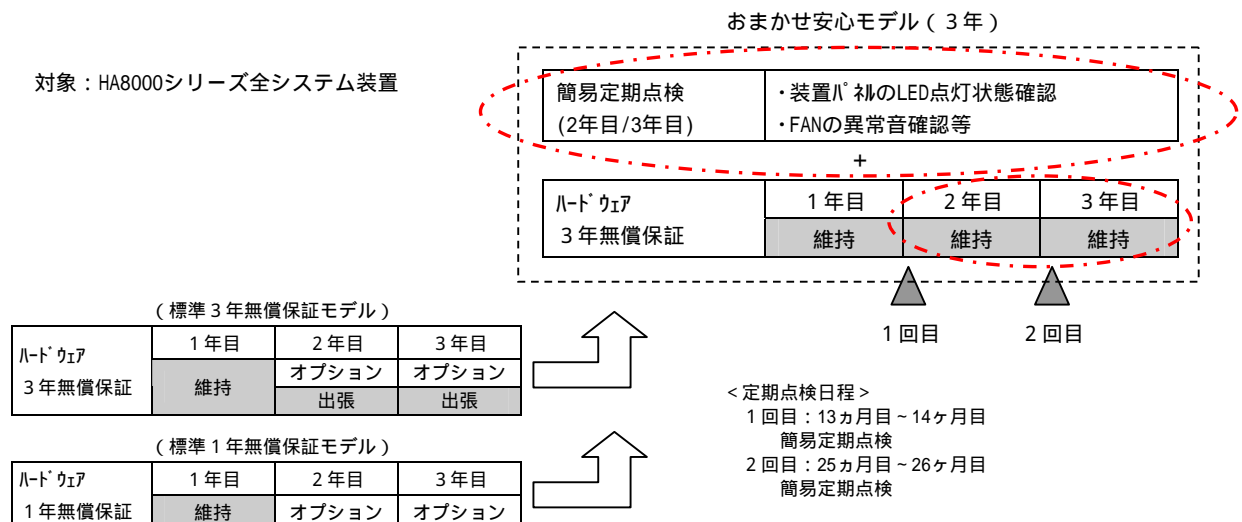 おまかせ安心モデル(3年)
対象:HA8000シリーズ全システム装置
簡易定期点検
(2年目/3年目)
・装置ﾊﾟﾈﾙのLED点灯状態確認
・FANの異常音確認等
+
ﾊｰﾄﾞｳｪｱ
3年無償保証
1年目 2年目 3年目
維持 維持 維持
1回目 2回目
(標準3年無償保証モデル)
ﾊｰﾄﾞｳｪｱ
3年無償保証
1年目 2年目 3年目
維持
オプション オプション
出張 出張
<定期点検日程>
1回目:13ヵ月目~14ヶ月目
簡易定期点検
2回目:25ヵ月目~26ヶ月目
簡易定期点検
(標準1年無償保証モデル)
ﾊｰﾄﾞｳｪｱ
1年無償保証
1年目 2年目 3年目
維持 オプション オプション